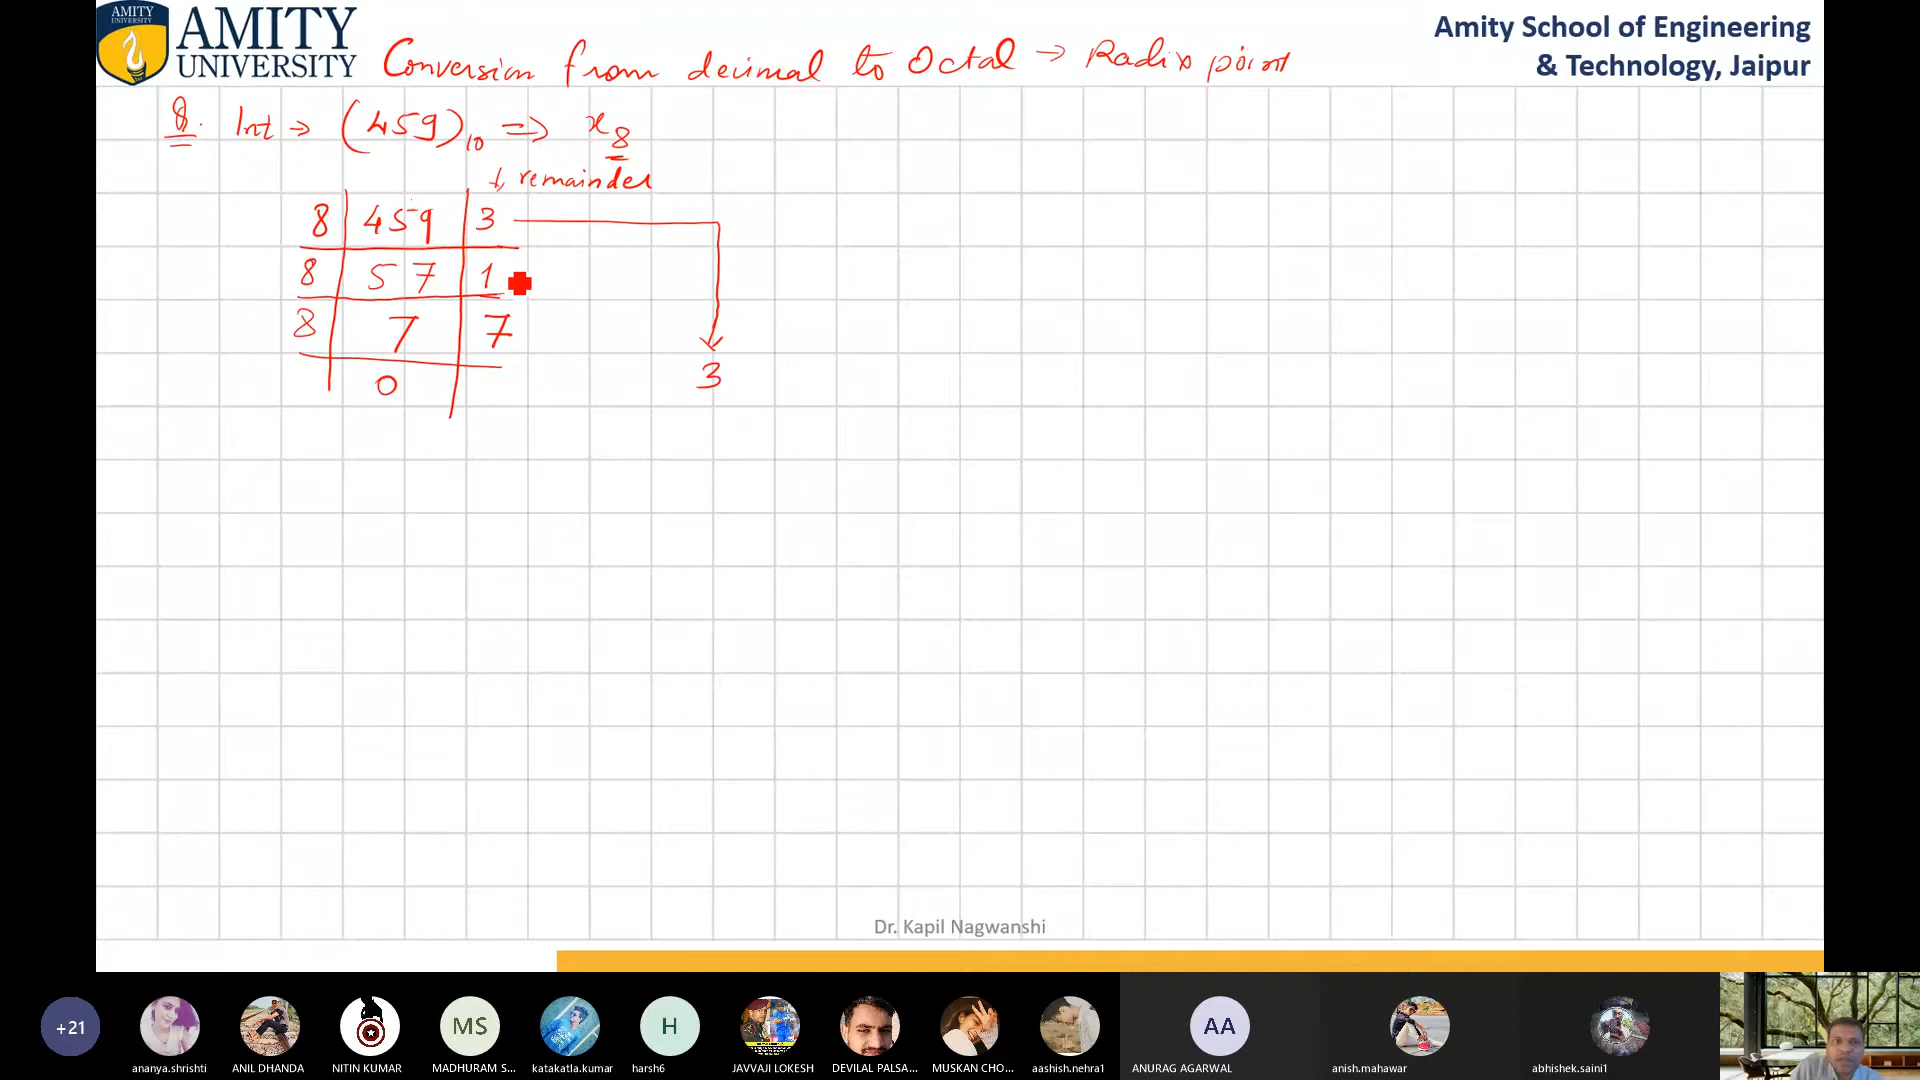 AMITY UNIVERSITY
AMITY
UNIVERSITY
Conversion from decimal to Octal → Radix point
Amity School of Engineering
& Technology, Jaipur
Q. Int → (459)10 ⇒ x8
↓ remainder
8 459 3
8 57 1
8 7 7
0
3
Dr. Kapil Nagwanshi
+21
MS
H
AA
ananya.shrishti
ANIL DHANDA
NITIN KUMAR
MADHURAM S...
katakatla.kumar
harsh6
JAVVAJI LOKESH
DEVILAL PALSA...
MUSKAN CHO...
aashish.nehra1
ANURAG AGARWAL
anish.mahawar
abhishek.saini1